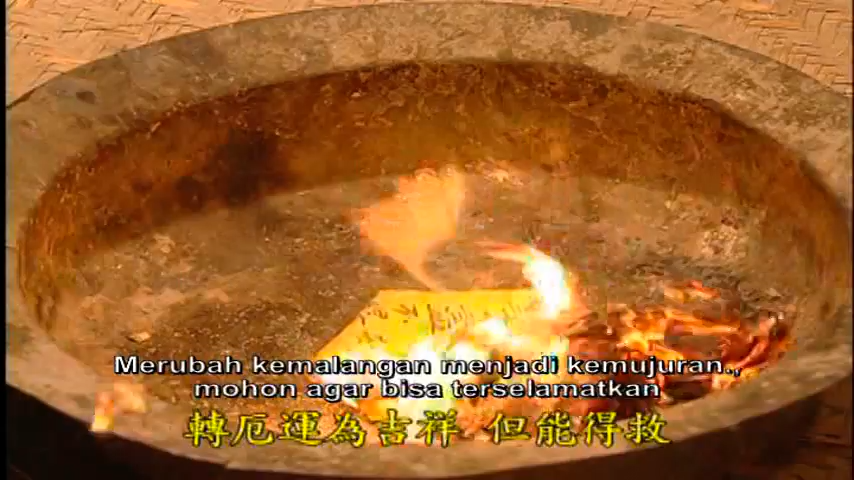 Merubah kemalangan menjadi kemujuran.,
mohon agar bisa terselamatkan
轉厄運為吉祥 但能得救